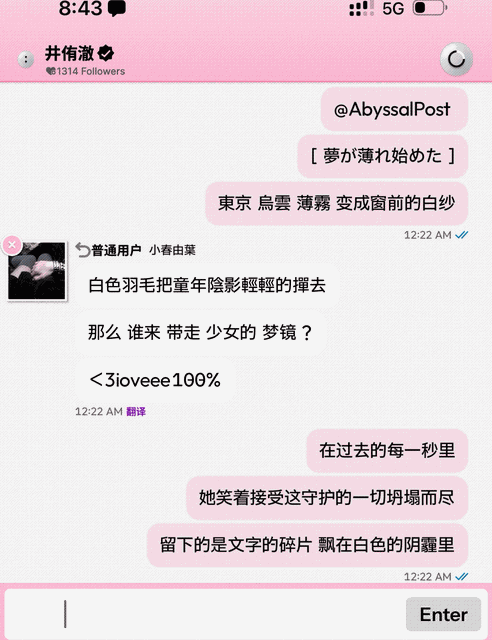 8:43
5G
井侑澈
1314 Followers
@AbyssalPost
[ 夢が薄れ始めた ]
東京 烏雲 薄霧 变成窗前的白纱
12:22 AM
普通用户 小春由葉
白色羽毛把童年陰影輕輕的撣去
那么 谁来 带走 少女的 梦镜？
<3ioveee100%
12:22 AM 翻译
在过去的每一秒里
她笑着接受这守护的一切坍塌而尽
留下的是文字的碎片 飘在白色的阴霾里
12:22 AM
Enter